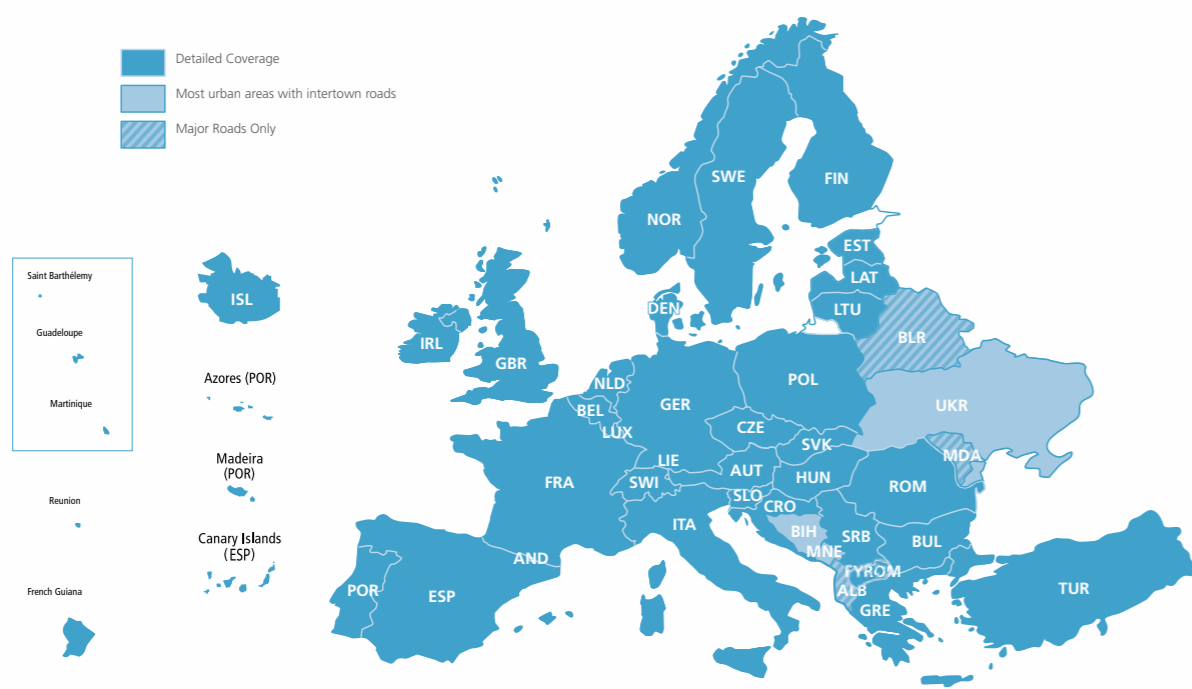 Detailed Coverage
Most urban areas with intertown roads
Major Roads Only
SWE
FIN
NOR
EST
LAT
LTU
DEN
BLR
ISL
IRL
GBR
Saint Barthélemy
Guadeloupe
Martinique
Azores (POR)
Madeira
(POR)
Reunion
Canary Islands
(ESP)
French Guiana
NLD
BEL
LUX
GER
POL
UKR
CZE
SVK
MDA
LIE
SWI
AUT
HUN
ROM
FRA
SLO
CRO
ITA
BIH
MNE
SRB
BUL
AND
FYROM
ALB
GRE
POR
ESP
TUR